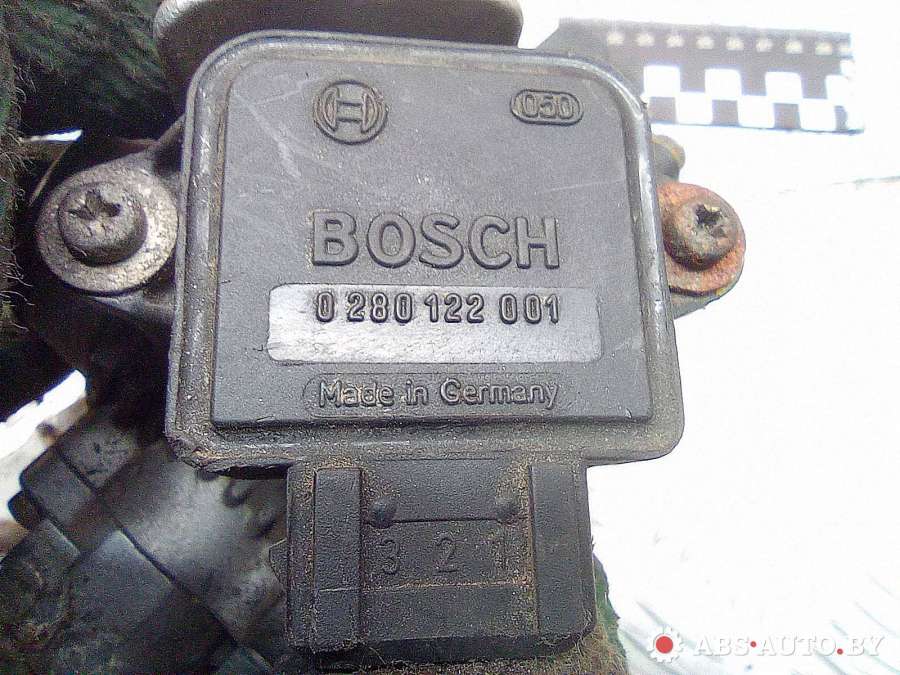 050
BOSCH
0 280 122 001
Made in Germany
3 2 1
ABS-AUTO.BY